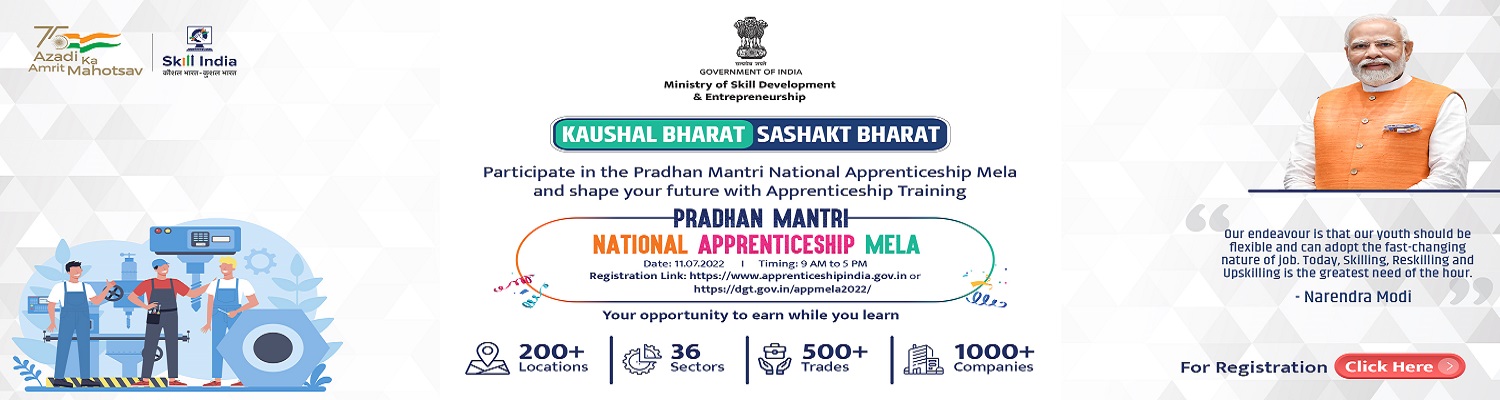 75
Azadi Ka
Amrit Mahotsav
Skill India
कौशल भारत - कुशल भारत
सत्यमेव जयते
GOVERNMENT OF INDIA
Ministry of Skill Development
& Entrepreneurship
KAUSHAL BHARAT SASHAKT BHARAT
Participate in the Pradhan Mantri National Apprenticeship Mela
and shape your future with Apprenticeship Training
PRADHAN MANTRI
NATIONAL APPRENTICESHIP MELA
Date: 11.07.2022 I Timing: 9 AM to 5 PM
Registration Link: https://www.apprenticeshipindia.gov.in or
https://dgt.gov.in/appmela2022/
Your opportunity to earn while you learn
200+
Locations
36
Sectors
500+
Trades
1000+
Companies
“Our endeavour is that our youth should be
flexible and can adopt the fast-changing
nature of job. Today, Skilling, Reskilling and
Upskilling is the greatest need of the hour.
- Narendra Modi ”
For Registration Click Here